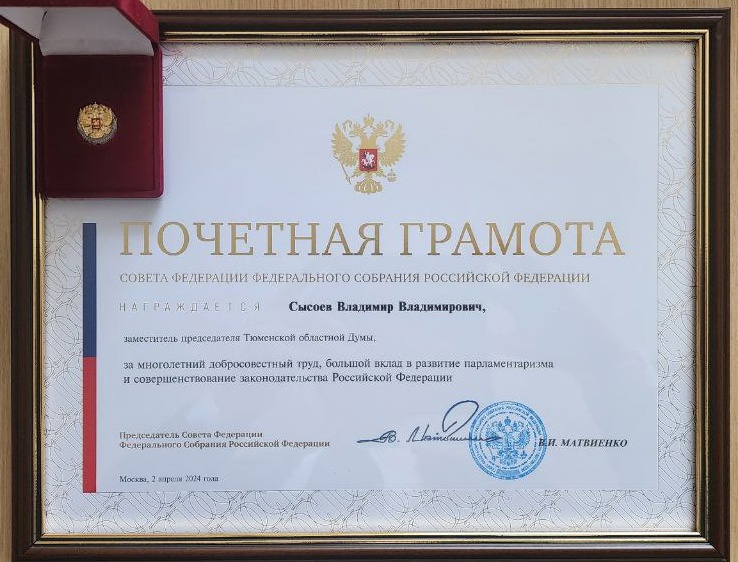 ПОЧЕТНАЯ ГРАМОТА
СОВЕТА ФЕДЕРАЦИИ ФЕДЕРАЛЬНОГО СОБРАНИЯ РОССИЙСКОЙ ФЕДЕРАЦИИ
НАГРАЖДАЕТСЯ Сысоев Владимир Владимирович,
заместитель председателя Тюменской областной Думы,
за многолетний добросовестный труд, большой вклад в развитие парламентаризма
и совершенствование законодательства Российской Федерации
Председатель Совета Федерации
Федерального Собрания Российской Федерации
В.И. МАТВИЕНКО
Москва, 2 апреля 2024 года